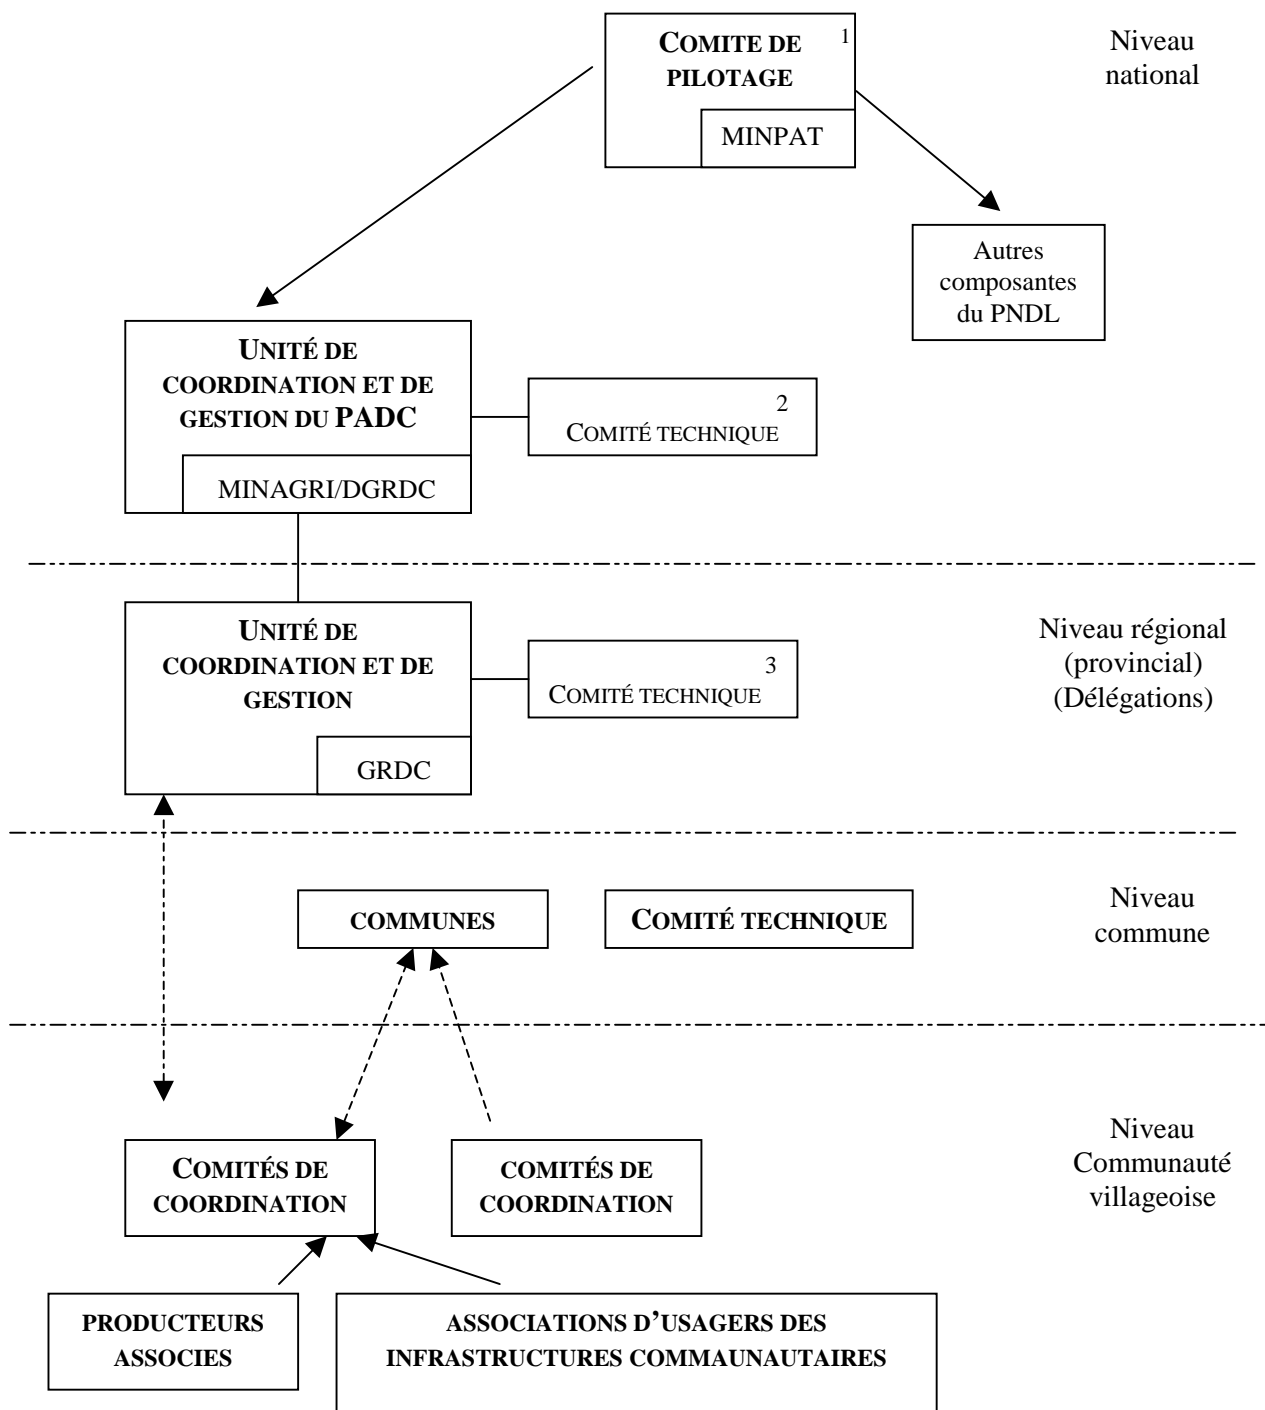 COMITE DE 1
PILOTAGE
MINPAT
Niveau
national
Autres
composantes
du PNDL
UNITÉ DE
COORDINATION ET DE
GESTION DU PADC
MINAGRI/DGRDC
2
COMITÉ TECHNIQUE
UNITÉ DE
COORDINATION ET DE
GESTION
GRDC
3
COMITÉ TECHNIQUE
Niveau régional
(provincial)
(Délégations)
COMMUNES
COMITÉ TECHNIQUE
Niveau
commune
COMITÉS DE
COORDINATION
COMITÉS DE
COORDINATION
Niveau
Communauté
villageoise
PRODUCTEURS
ASSOCIES
ASSOCIATIONS D’USAGERS DES
INFRASTRUCTURES COMMAUNAUTAIRES